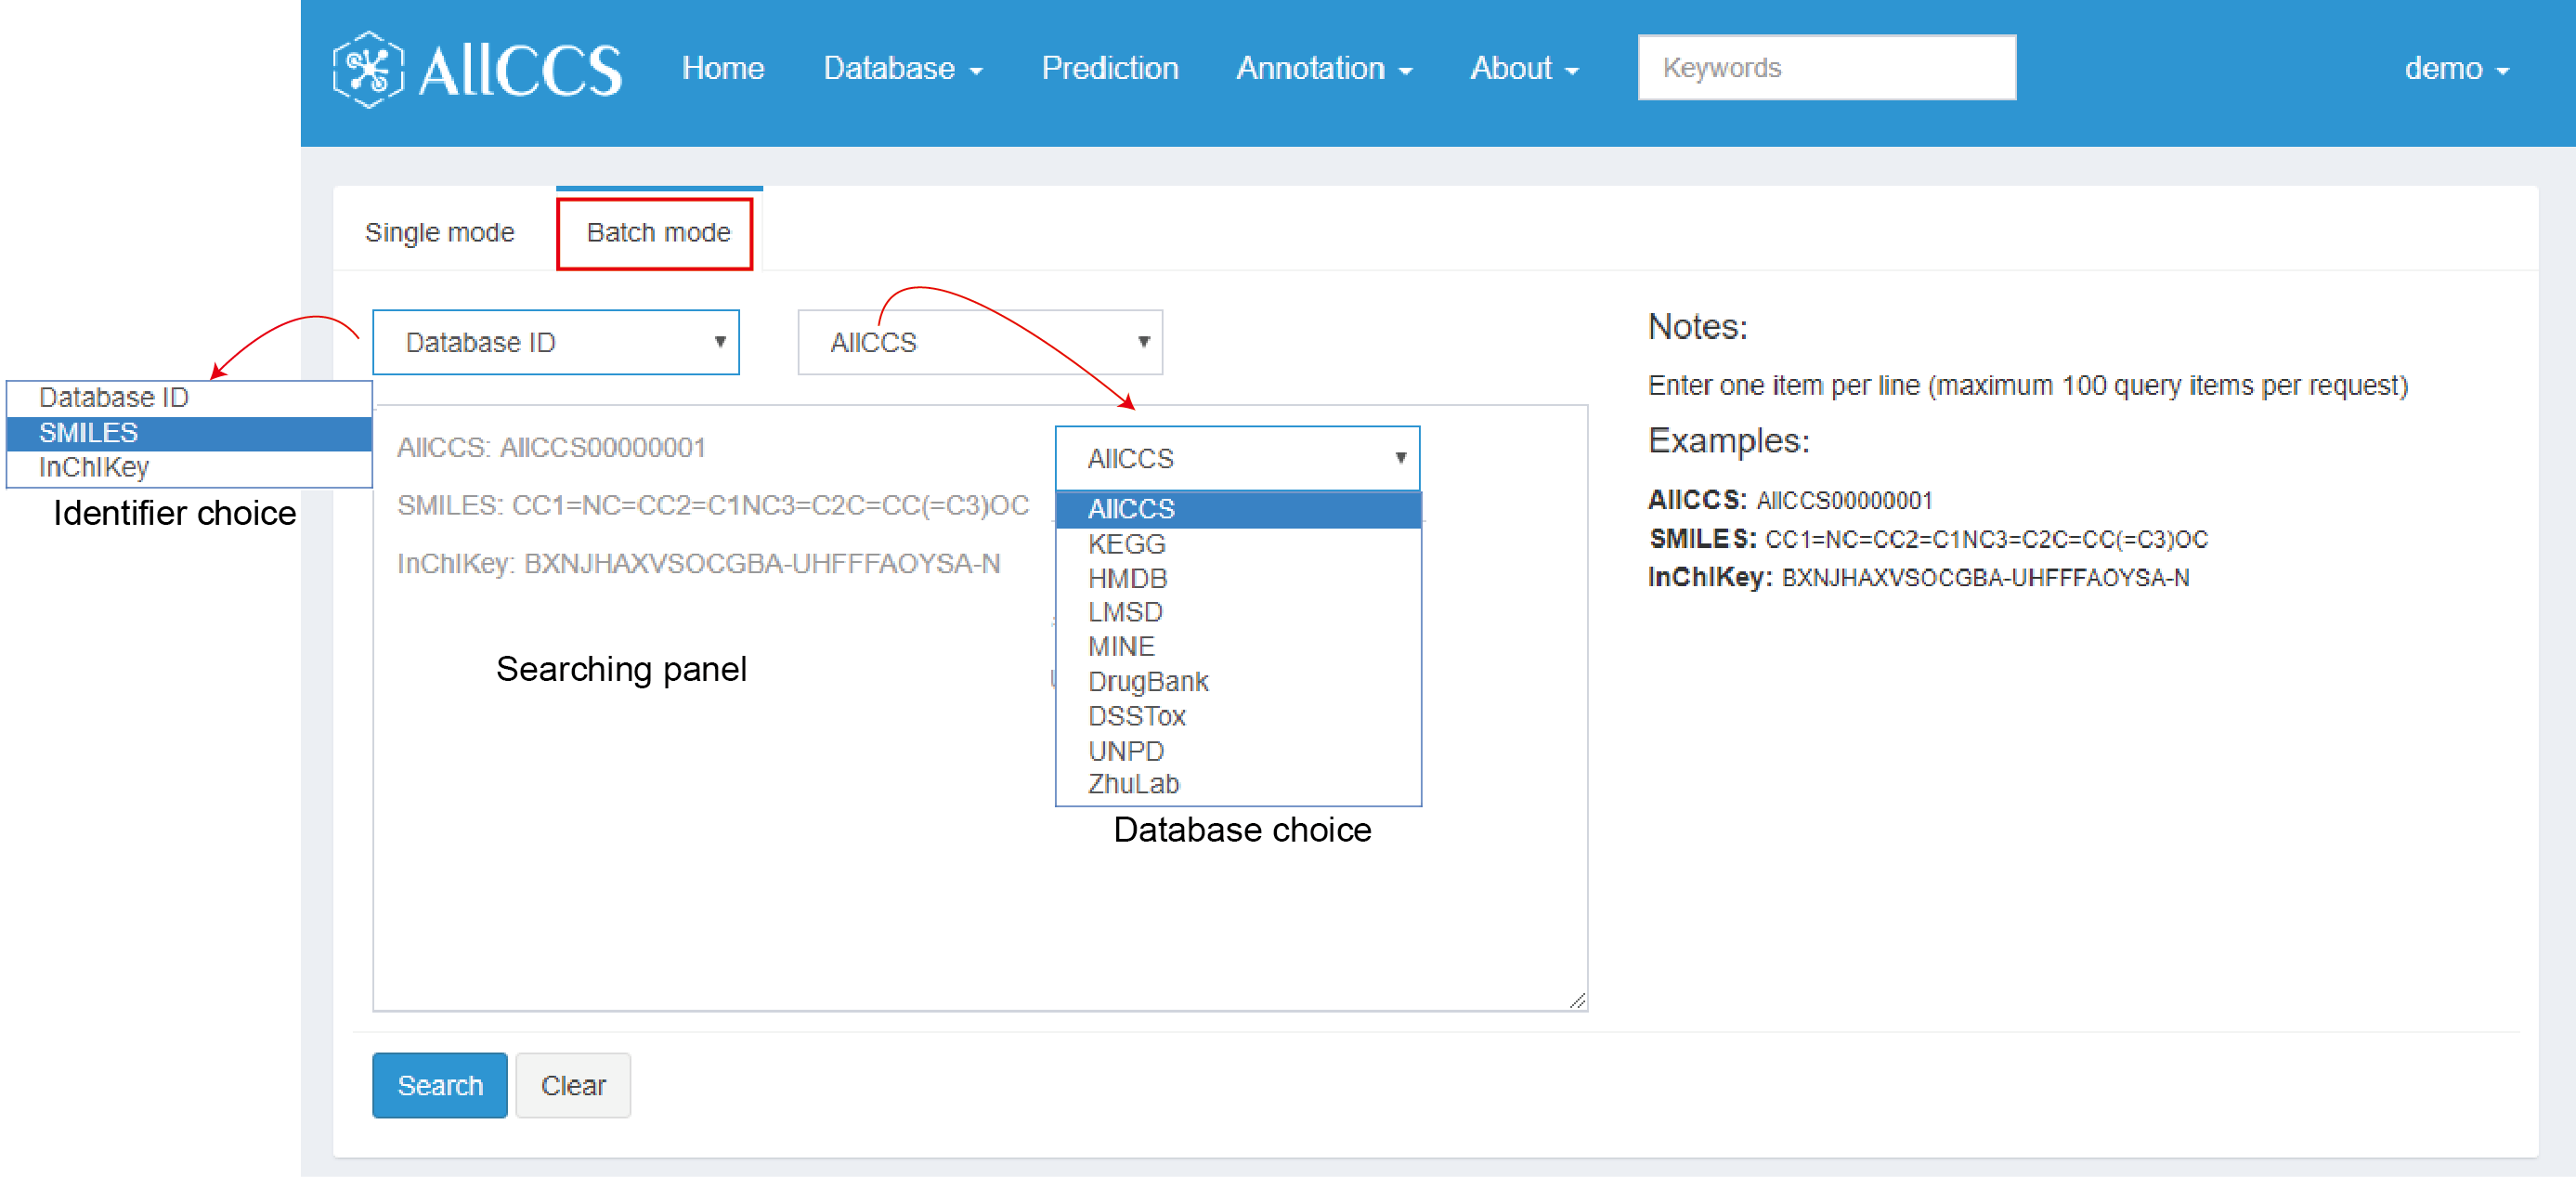 AllCCS Home Database Prediction Annotation About Keywords demo
Single mode Batch mode
Database ID AllCCS
Database ID
SMILES
InChIKey
Identifier choice
AllCCS: AllCCS00000001
SMILES: CC1=NC=CC2=C1NC3=C2C=CC(=C3)OC
InChIKey: BXNJHAXVSOCGBA-UHFFFAOYSA-N
Searching panel
AllCCS
AllCCS
KEGG
HMDB
LMSD
MINE
DrugBank
DSSTox
UNPD
ZhuLab
Database choice
Notes:
Enter one item per line (maximum 100 query items per request)
Examples:
AllCCS: AllCCS00000001
SMILES: CC1=NC=CC2=C1NC3=C2C=CC(=C3)OC
InChIKey: BXNJHAXVSOCGBA-UHFFFAOYSA-N
Search Clear